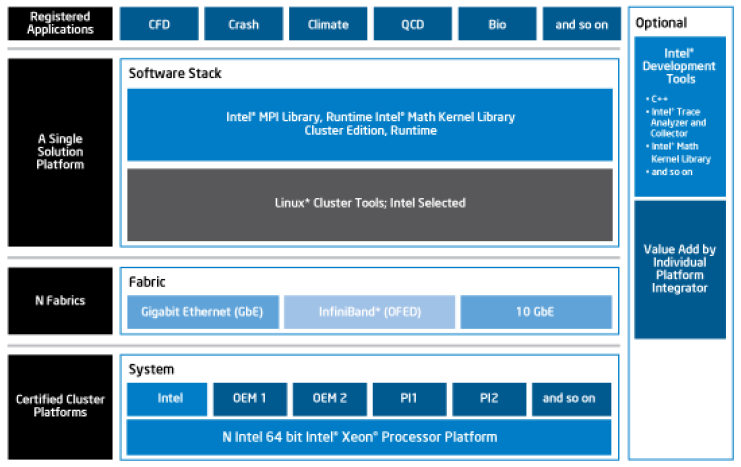 Registered
Applications
CFD
Crash
Climate
QCD
Bio
and so on
A Single
Solution
Platform
Software Stack
Intel® MPI Library, Runtime Intel® Math Kernel Library
Cluster Edition, Runtime
Linux* Cluster Tools; Intel Selected
N Fabrics
Fabric
Gigabit Ethernet (GbE)
InfiniBand* (OFED)
10 GbE
Certified Cluster
Platforms
System
Intel
OEM 1
OEM 2
PI1
PI2
and so on
N Intel 64 bit Intel® Xeon® Processor Platform
Optional
Intel®
Development
Tools
• C++
• Intel® Trace
Analyzer and
Collector
• Intel® Math
Kernel Library
• and so on
Value Add by
Individual
Platform
Integrator